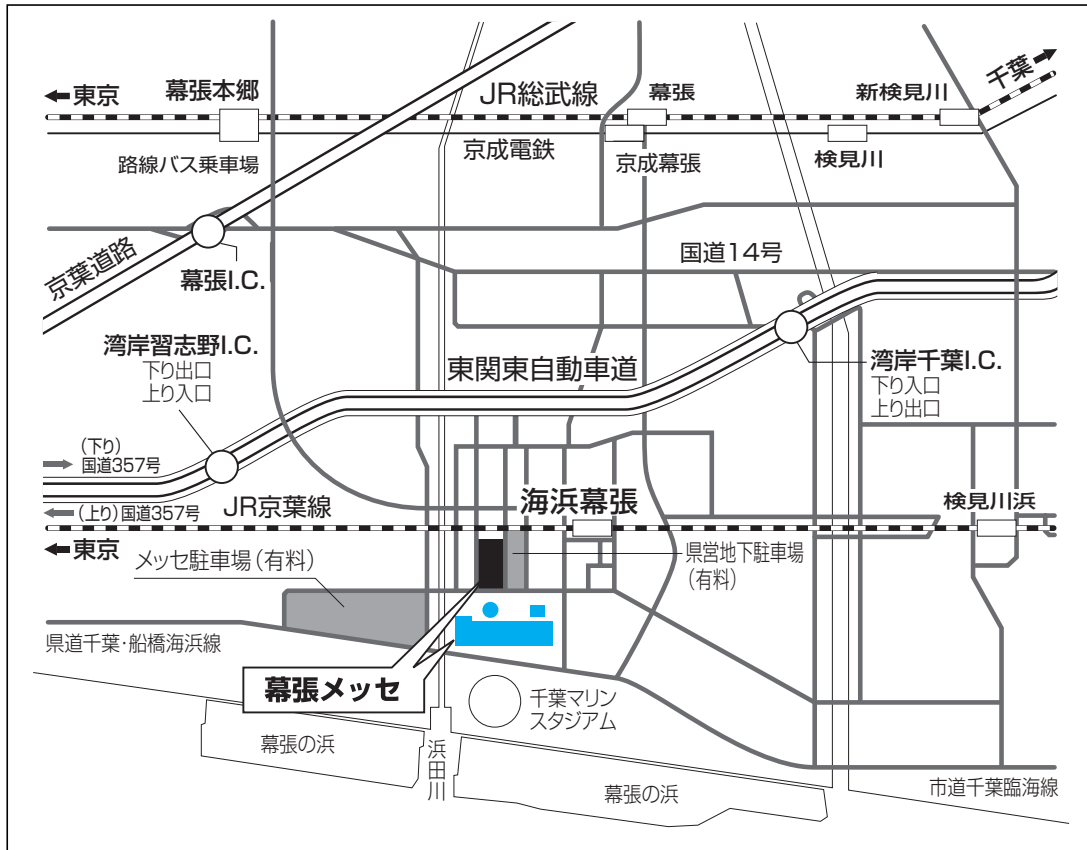 ←東京
幕張本郷
JR総武線
幕張
新検見川
千葉→
路線バス乗車場
京成電鉄
京成幕張
検見川
国道14号
京葉道路
幕張I.C.
湾岸習志野I.C.
下り出口
上り入口
東関東自動車道
湾岸千葉I.C.
下り入口
上り出口
(下り)
→国道357号
←(上り)国道357号
JR京葉線
海浜幕張
検見川浜
←東京
メッセ駐車場(有料)
県営地下駐車場
(有料)
県道千葉・船橋海浜線
幕張メッセ
千葉マリン
スタジアム
幕張の浜
浜田川
幕張の浜
市道千葉臨海線